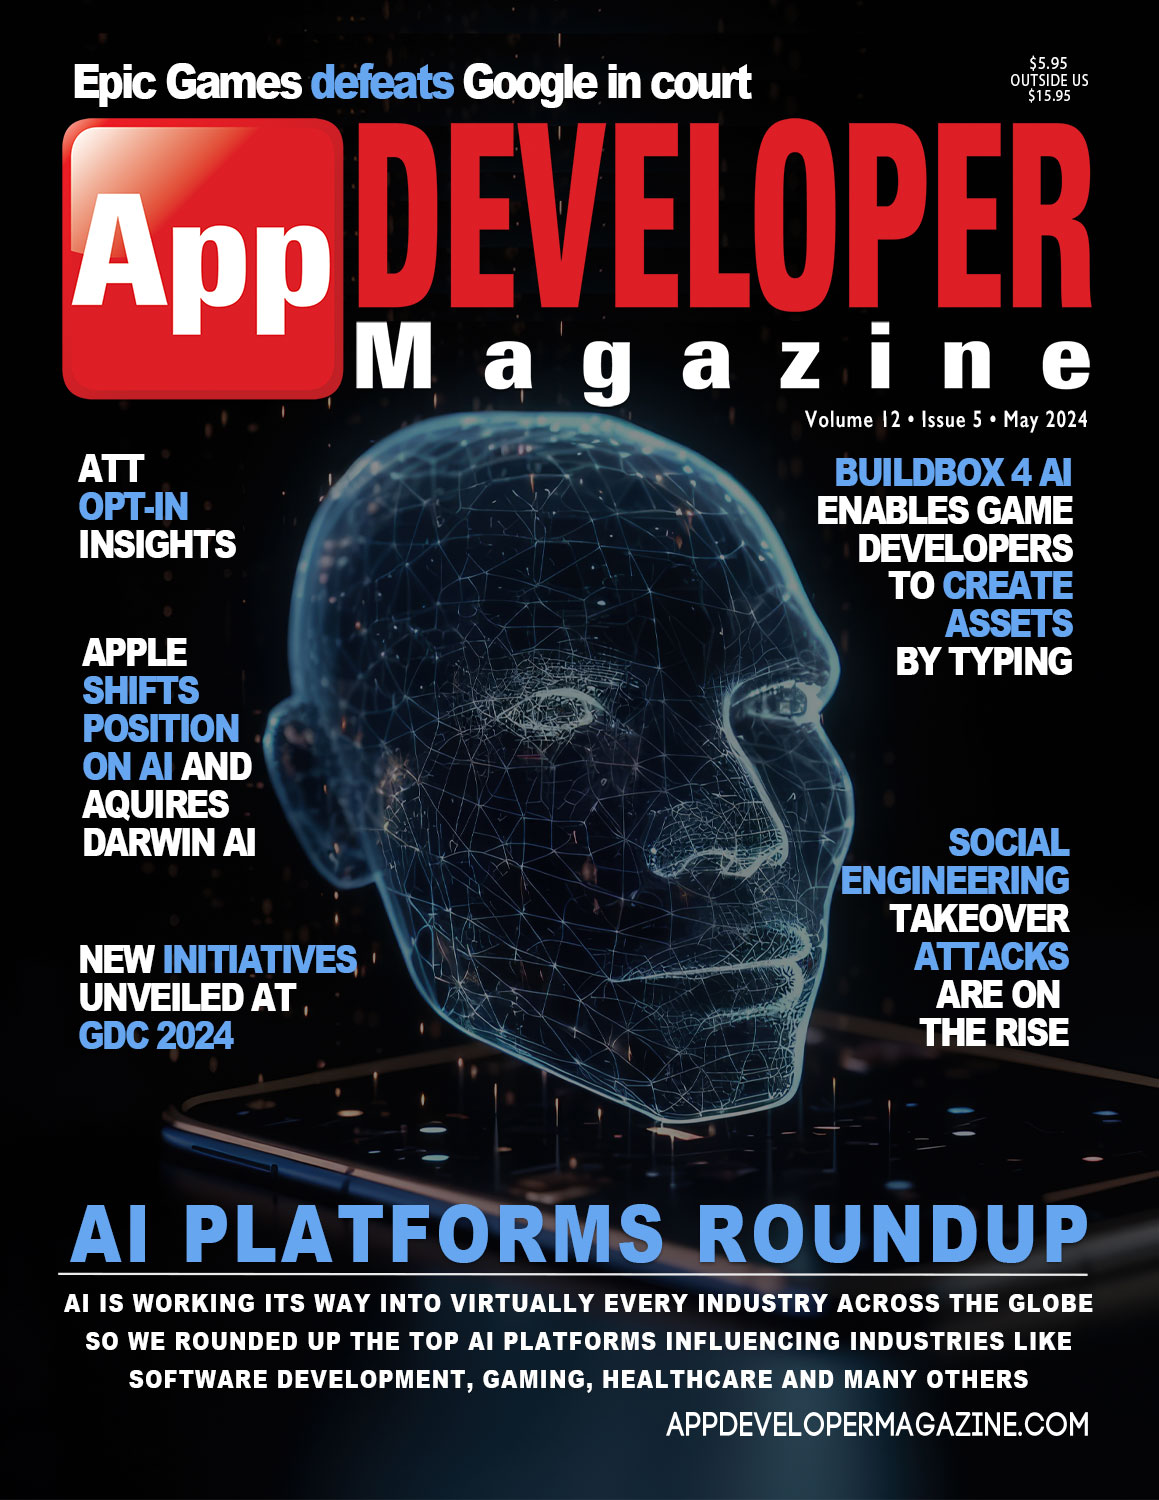 Epic Games defeats Google in court
$5.95
OUTSIDE US
$15.95
App DEVELOPER
Magazine
Volume 12 • Issue 5 • May 2024
ATT
OPT-IN
INSIGHTS
APPLE
SHIFTS
POSITION
ON AI AND
AQUIRES
DARWIN AI
NEW INITIATIVES
UNVEILED AT
GDC 2024
BUILDBOX 4 AI
ENABLES GAME
DEVELOPERS
TO CREATE
ASSETS
BY TYPING
SOCIAL
ENGINEERING
TAKEOVER
ATTACKS
ARE ON
THE RISE
AI PLATFORMS ROUNDUP
AI IS WORKING ITS WAY INTO VIRTUALLY EVERY INDUSTRY ACROSS THE GLOBE
SO WE ROUNDED UP THE TOP AI PLATFORMS INFLUENCING INDUSTRIES LIKE
SOFTWARE DEVELOPMENT, GAMING, HEALTHCARE AND MANY OTHERS
APPDEVELOPERMAGAZINE.COM